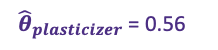 θ̂plasticizer = 0.56